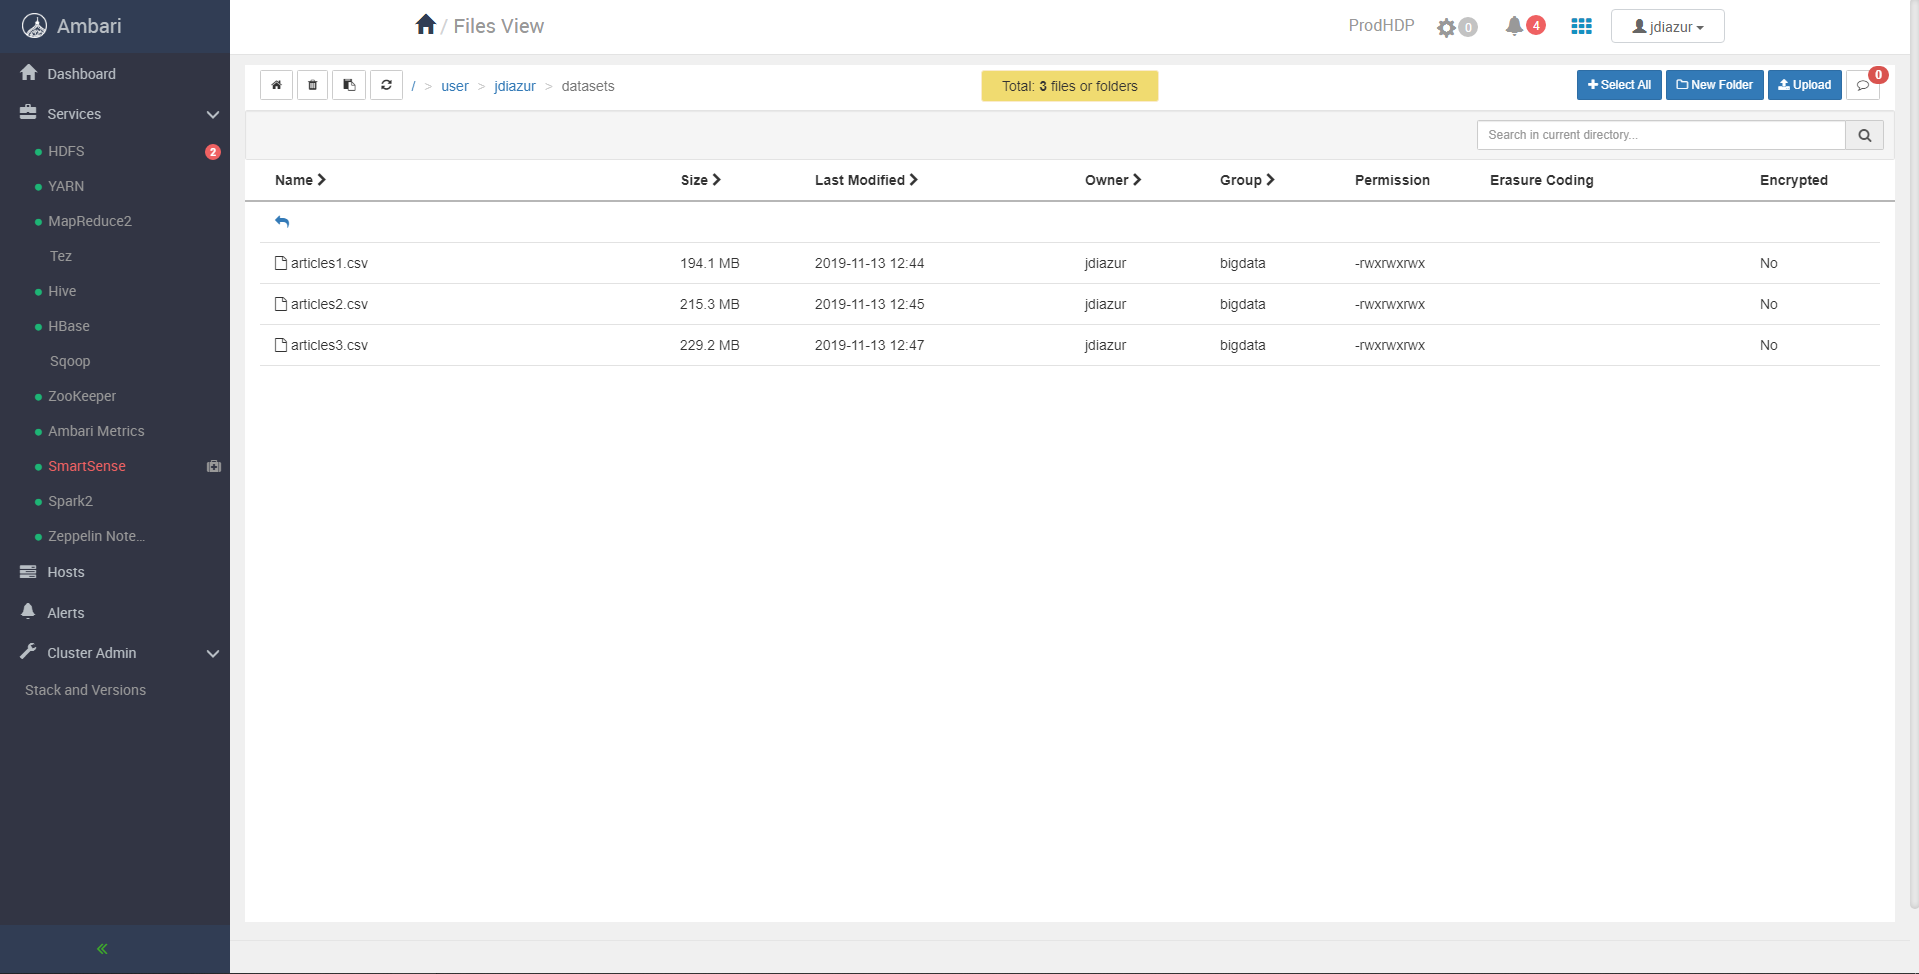 Ambari
/ Files View
ProdHDP 0 4 jdiazur
Dashboard
Services
HDFS 2
YARN
MapReduce2
Tez
Hive
HBase
Sqoop
ZooKeeper
Ambari Metrics
SmartSense
Spark2
Zeppelin Note...
Hosts
Alerts
Cluster Admin
Stack and Versions
/ > user > jdiazur > datasets
Total: 3 files or folders
Select All New Folder Upload 0
Search in current directory...
Name Size Last Modified Owner Group Permission Erasure Coding Encrypted
articles1.csv 194.1 MB 2019-11-13 12:44 jdiazur bigdata -rwxrwxrwx No
articles2.csv 215.3 MB 2019-11-13 12:45 jdiazur bigdata -rwxrwxrwx No
articles3.csv 229.2 MB 2019-11-13 12:47 jdiazur bigdata -rwxrwxrwx No